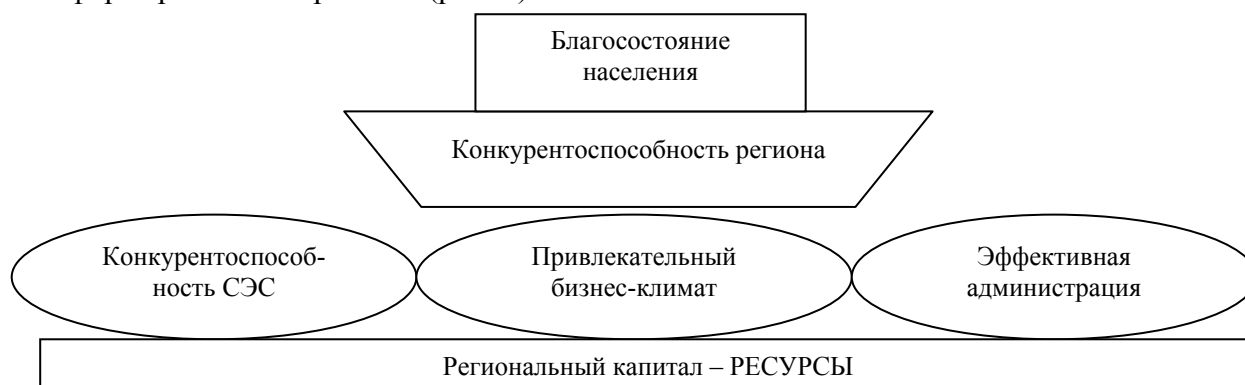 Благосостояние
населения
Конкурентоспособность региона
Конкурентоспособ-
ность СЭС
Привлекательный
бизнес-климат
Эффективная
администрация
Региональный капитал – РЕСУРСЫ